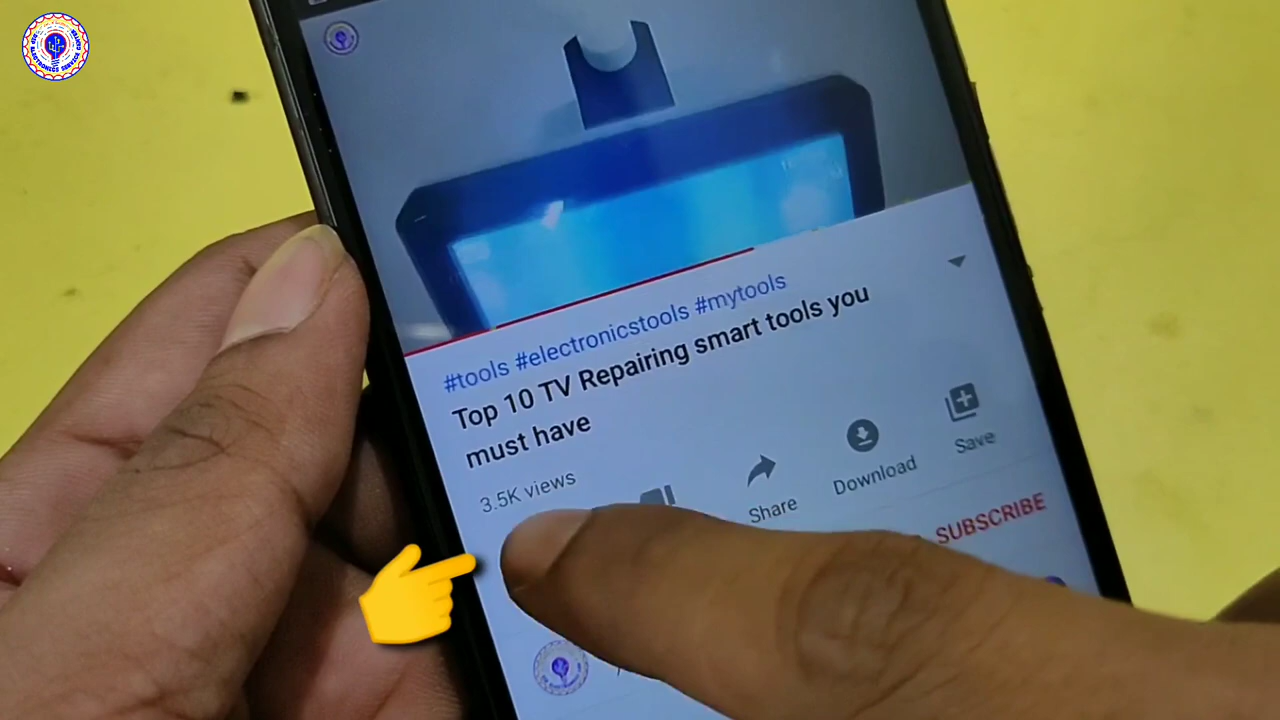 #tools #electronicstools #mytools
Top 10 TV Repairing smart tools you
must have
3.5K views
Share
Download
Save
SUBSCRIBE